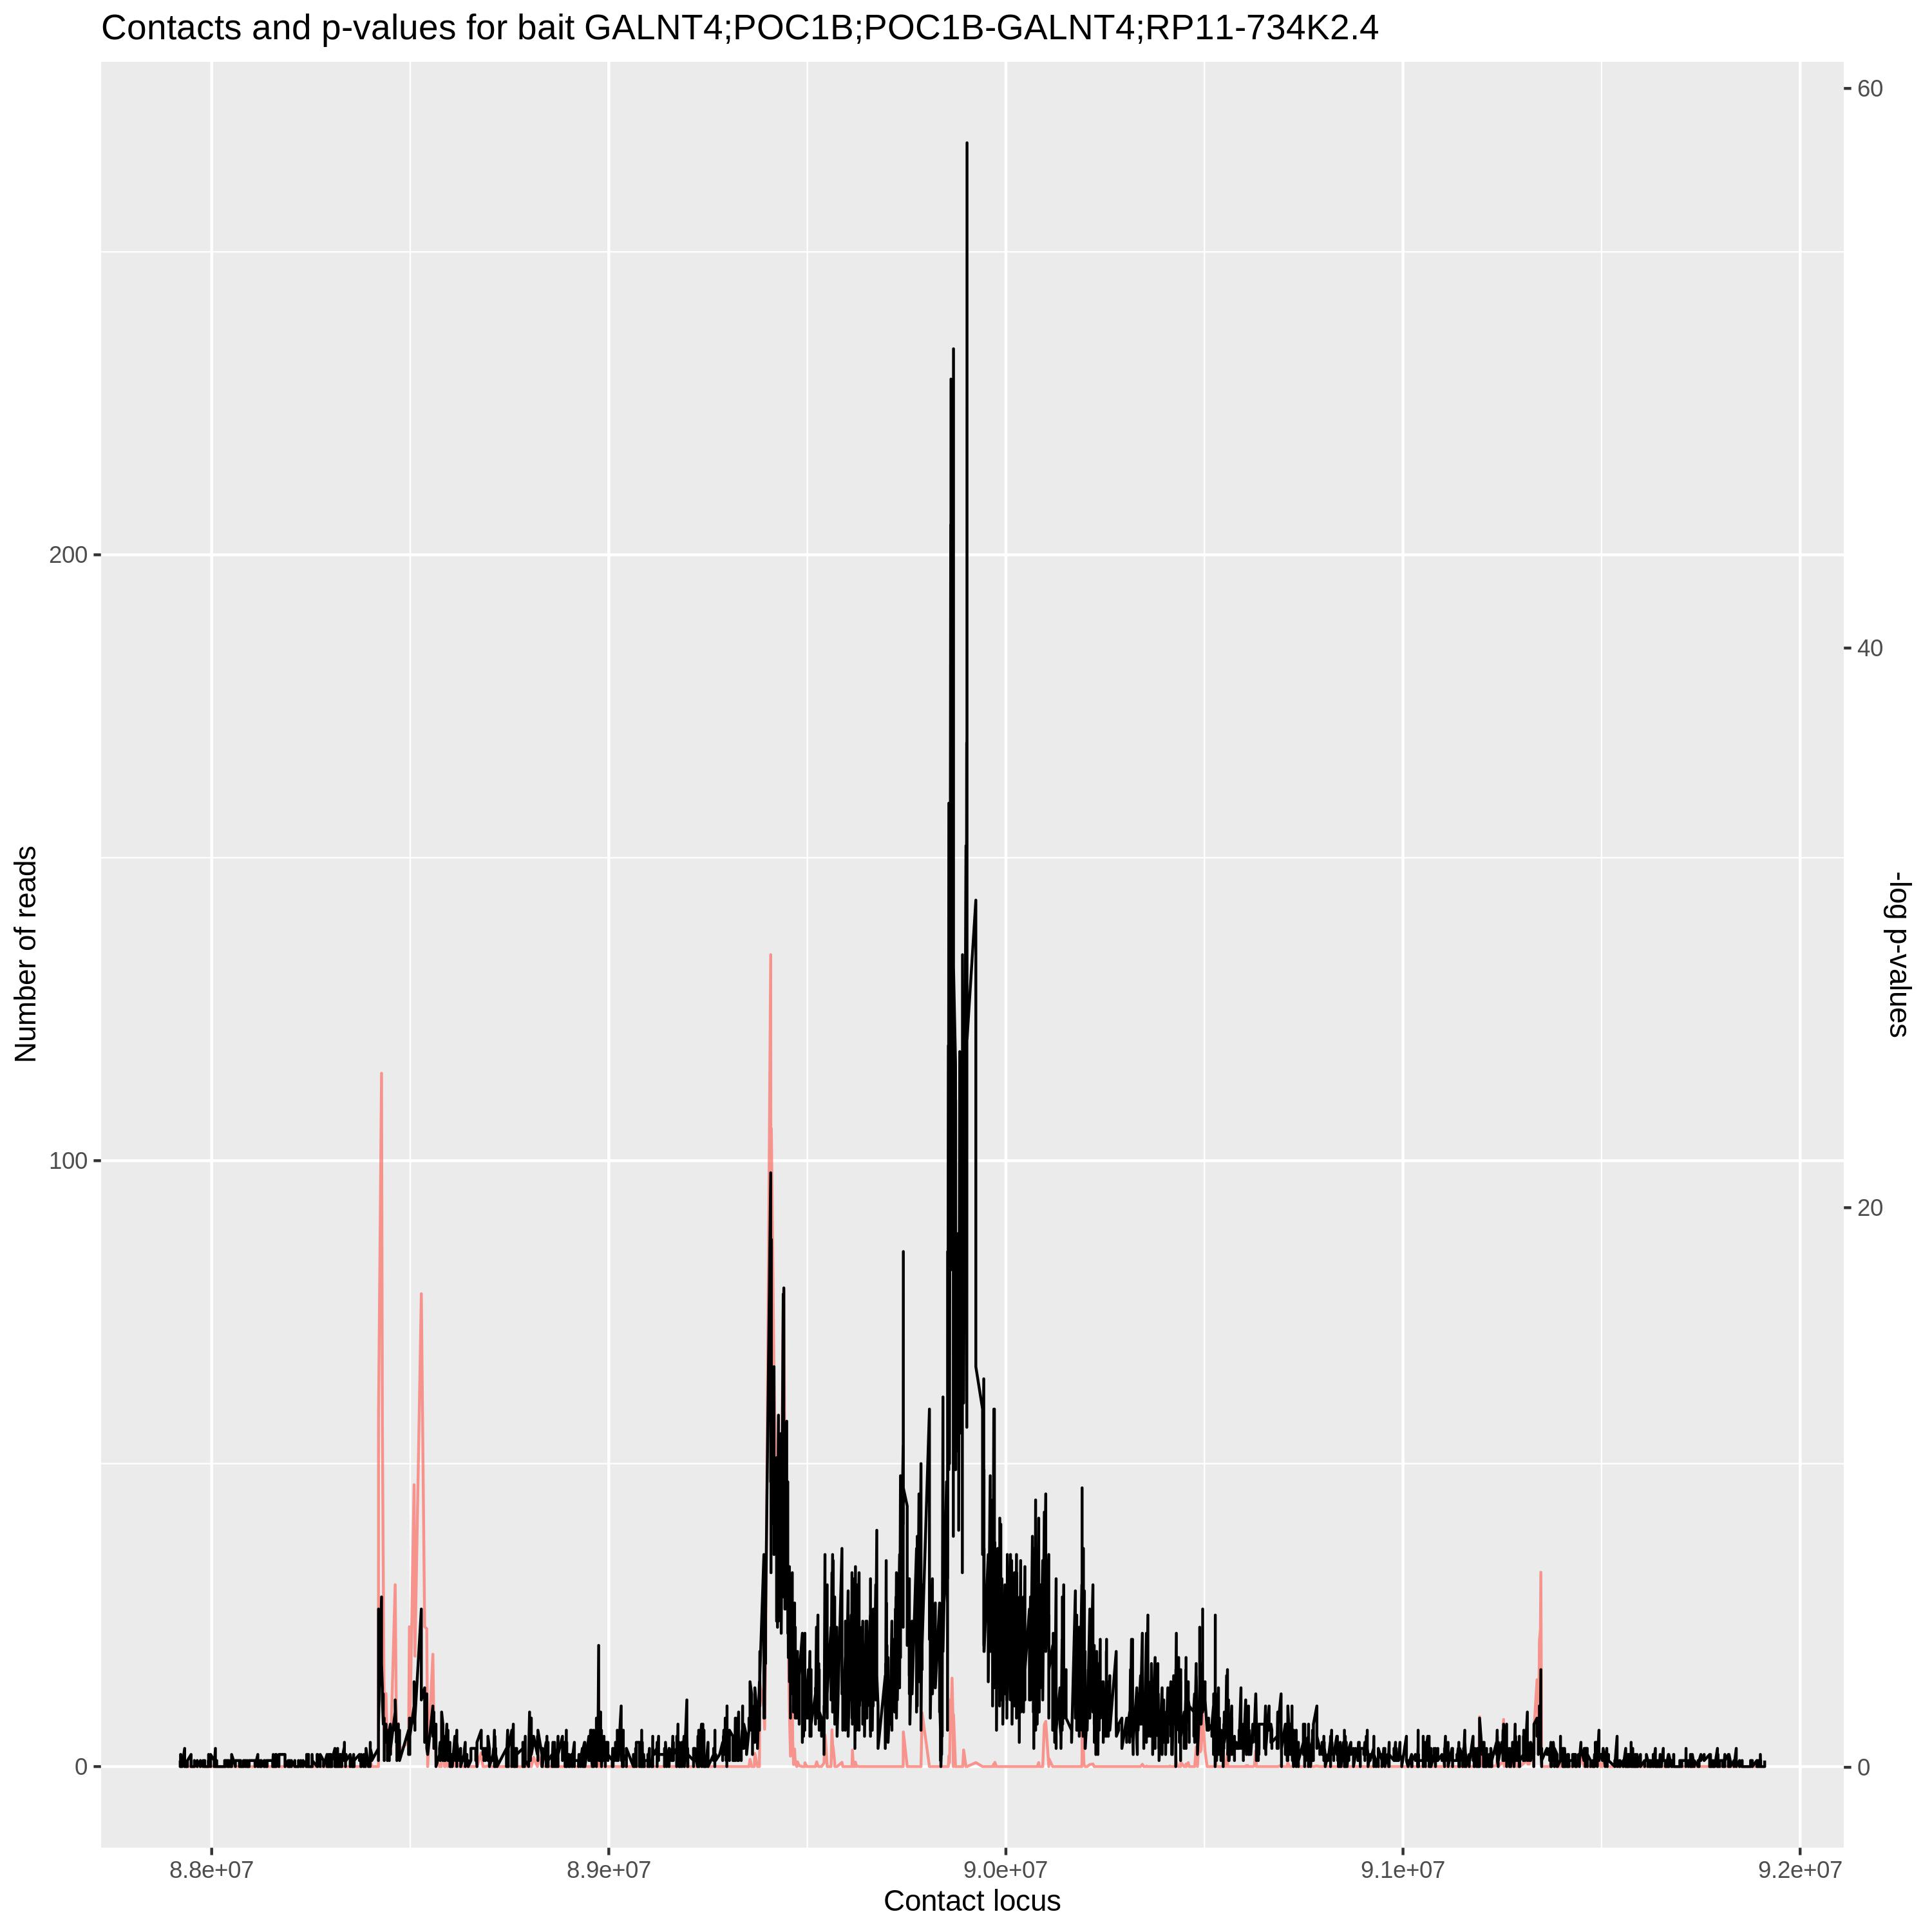 Contacts and p-values for bait GALNT4;POC1B;POC1B-GALNT4;RP11-734K2.4
Number of reads
200
100
0
60
40
20
0
-log p-values
8.8e+07
8.9e+07
9.0e+07
9.1e+07
9.2e+07
Contact locus